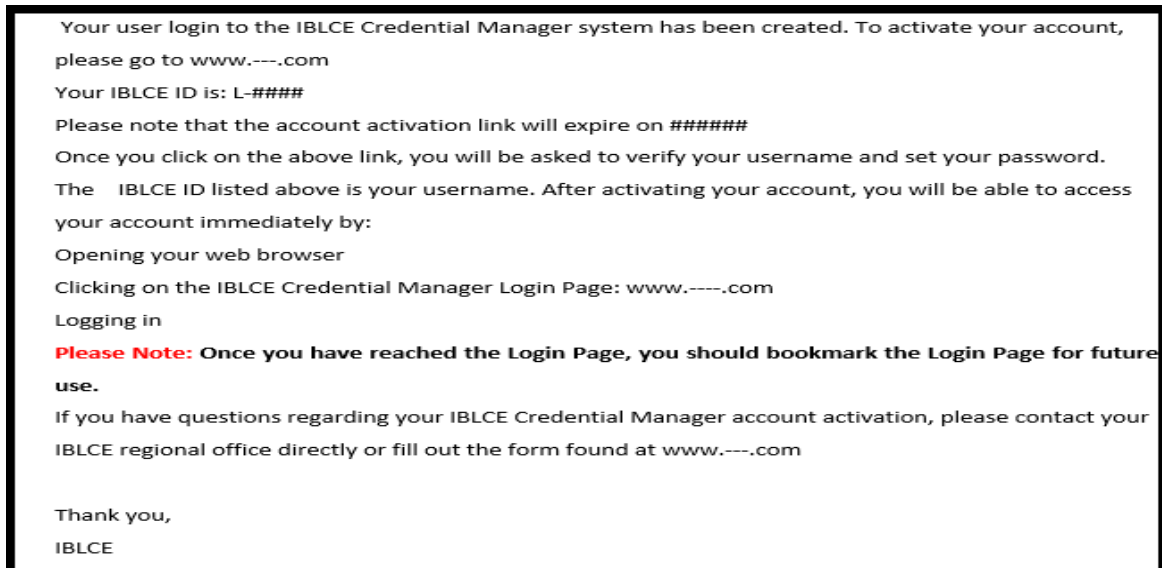 Your user login to the IBLCE Credential Manager system has been created. To activate your account,
please go to www.---.com
Your IBLCE ID is: L-####
Please note that the account activation link will expire on ######
Once you click on the above link, you will be asked to verify your username and set your password.
The IBLCE ID listed above is your username. After activating your account, you will be able to access
your account immediately by:
Opening your web browser
Clicking on the IBLCE Credential Manager Login Page: www.----.com
Logging in
Please Note: Once you have reached the Login Page, you should bookmark the Login Page for future
use.
If you have questions regarding your IBLCE Credential Manager account activation, please contact your
IBLCE regional office directly or fill out the form found at www.---.com
Thank you,
IBLCE